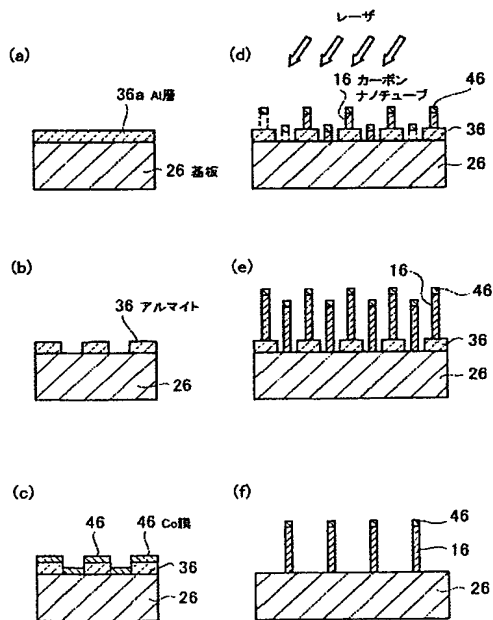 (a)
36a Al層
26 基板
(b)
36 アルマイト
26
(c)
46
46 Co膜
36
26
レーザ
(d)
16 カーボン
ナノチューブ
46
36
26
(e)
16
46
36
26
(f)
46
16
26